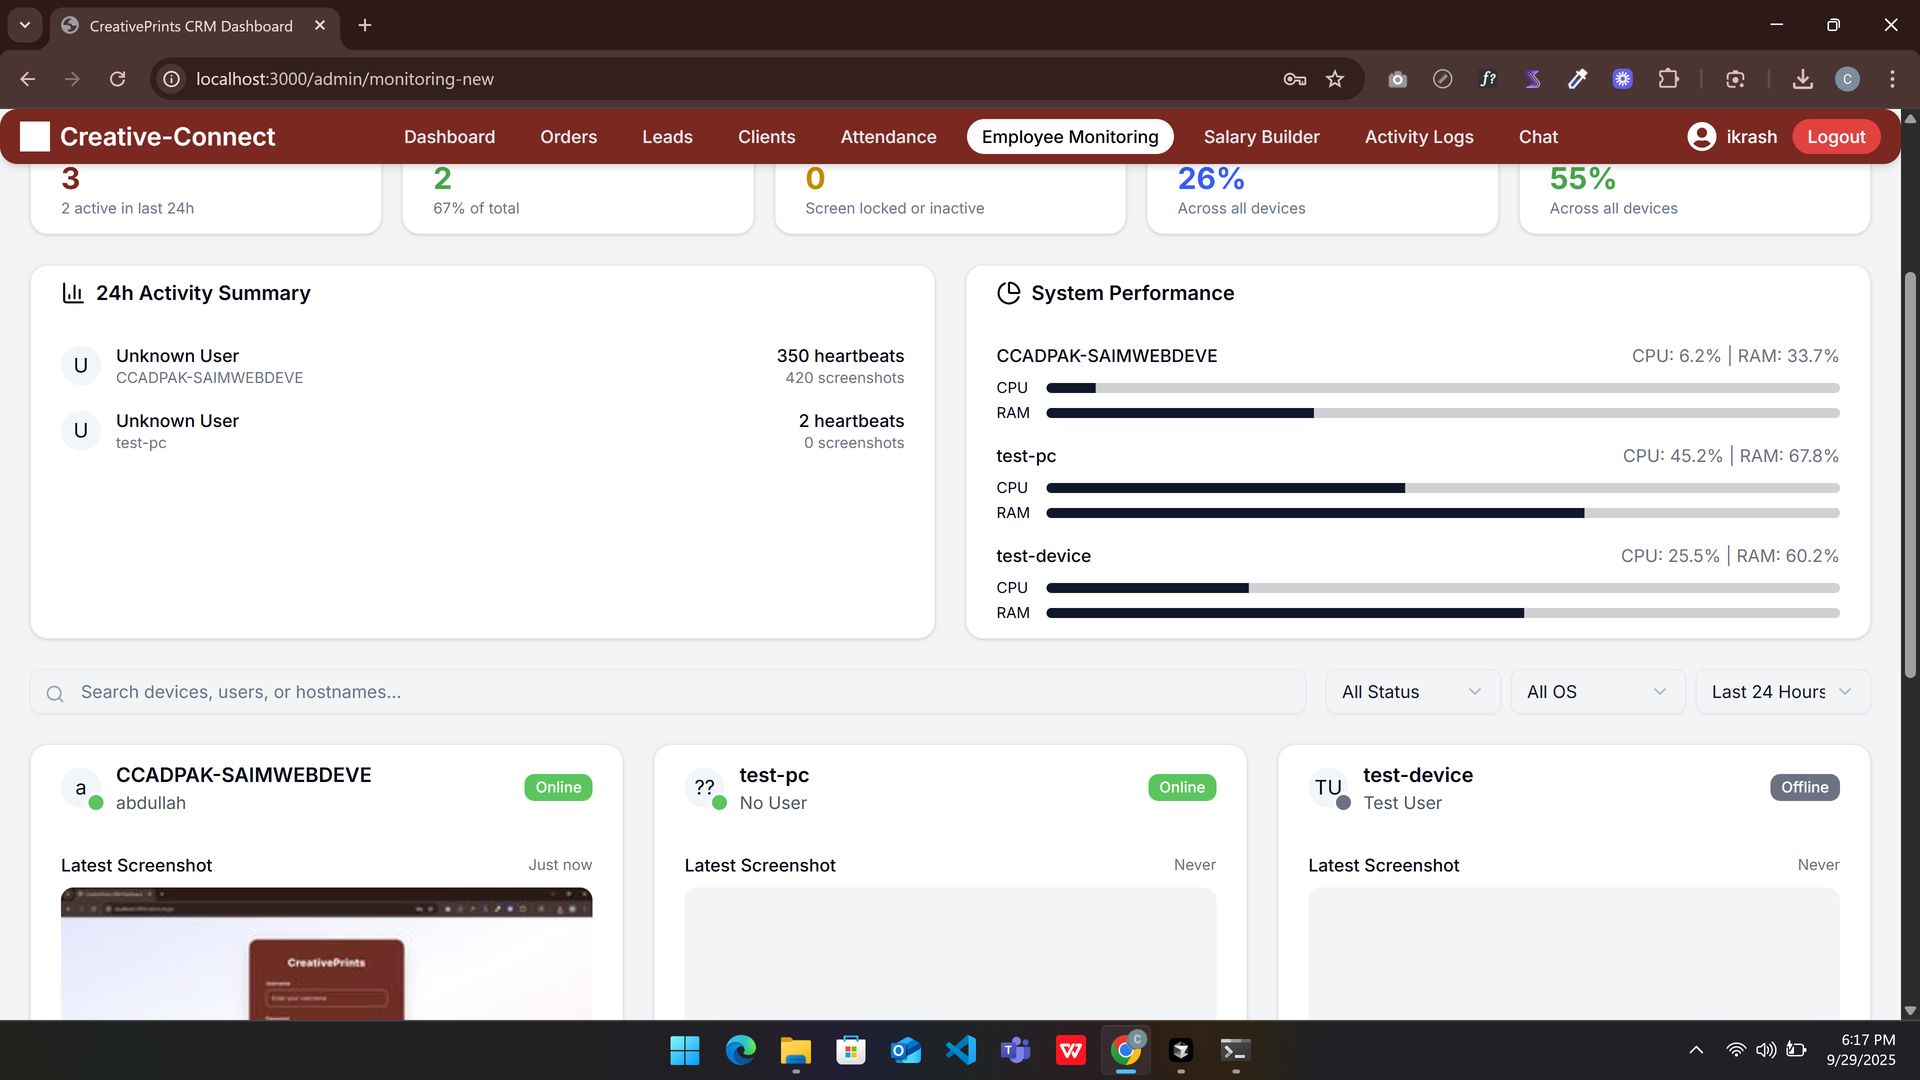 CreativePrints CRM Dashboard
localhost:3000/admin/monitoring-new
f?
C
Creative-Connect
Dashboard
Orders
Leads
Clients
Attendance
Employee Monitoring
Salary Builder
Activity Logs
Chat
ikrash
Logout
3
2 active in last 24h
2
67% of total
0
Screen locked or inactive
26%
Across all devices
55%
Across all devices
24h Activity Summary
U
Unknown User
CCADPAK-SAIMWEBDEVE
350 heartbeats
420 screenshots
U
Unknown User
test-pc
2 heartbeats
0 screenshots
System Performance
CCADPAK-SAIMWEBDEVE
CPU: 6.2% | RAM: 33.7%
CPU
RAM
test-pc
CPU: 45.2% | RAM: 67.8%
CPU
RAM
test-device
CPU: 25.5% | RAM: 60.2%
CPU
RAM
Search devices, users, or hostnames...
All Status
All OS
Last 24 Hours
a
CCADPAK-SAIMWEBDEVE
abdullah
Online
Latest Screenshot
Just now
CreativePrints
Username
Enter your username
Password
??
test-pc
No User
Online
Latest Screenshot
Never
TU
test-device
Test User
Offline
Latest Screenshot
Never
C
6:17 PM
9/29/2025